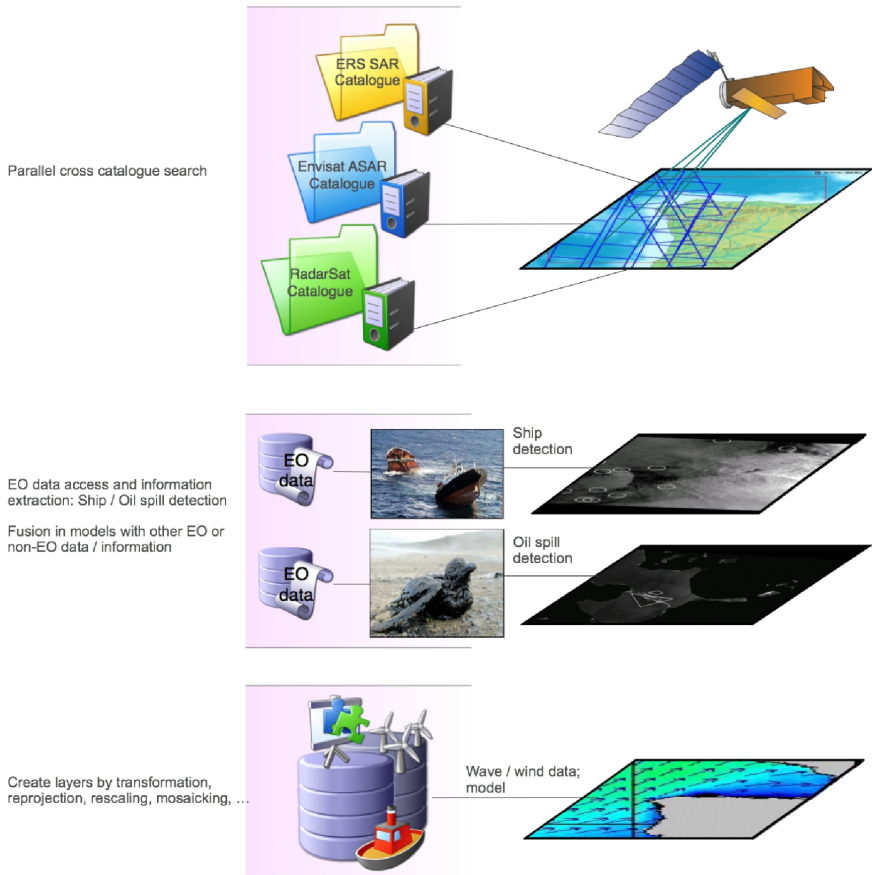 ERS SAR
Catalogue
Parallel cross catalogue search
Envisat ASAR
Catalogue
RadarSat
Catalogue
EO data access and information
extraction: Ship / Oil spill detection
Fusion in models with other EO or
non-EO data / information
EO
data
Ship
detection
EO
data
Oil spill
detection
Create layers by transformation,
reprojection, rescaling, mosaicking, …
Wave / wind data;
model